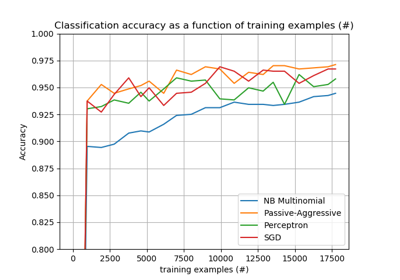 Classification accuracy as a function of training examples (#)
1.000
0.975
0.950
0.925
0.900
0.875
0.850
0.825
0.800
Accuracy
NB Multinomial
Passive-Aggressive
Perceptron
SGD
0 2500 5000 7500 10000 12500 15000 17500
training examples (#)